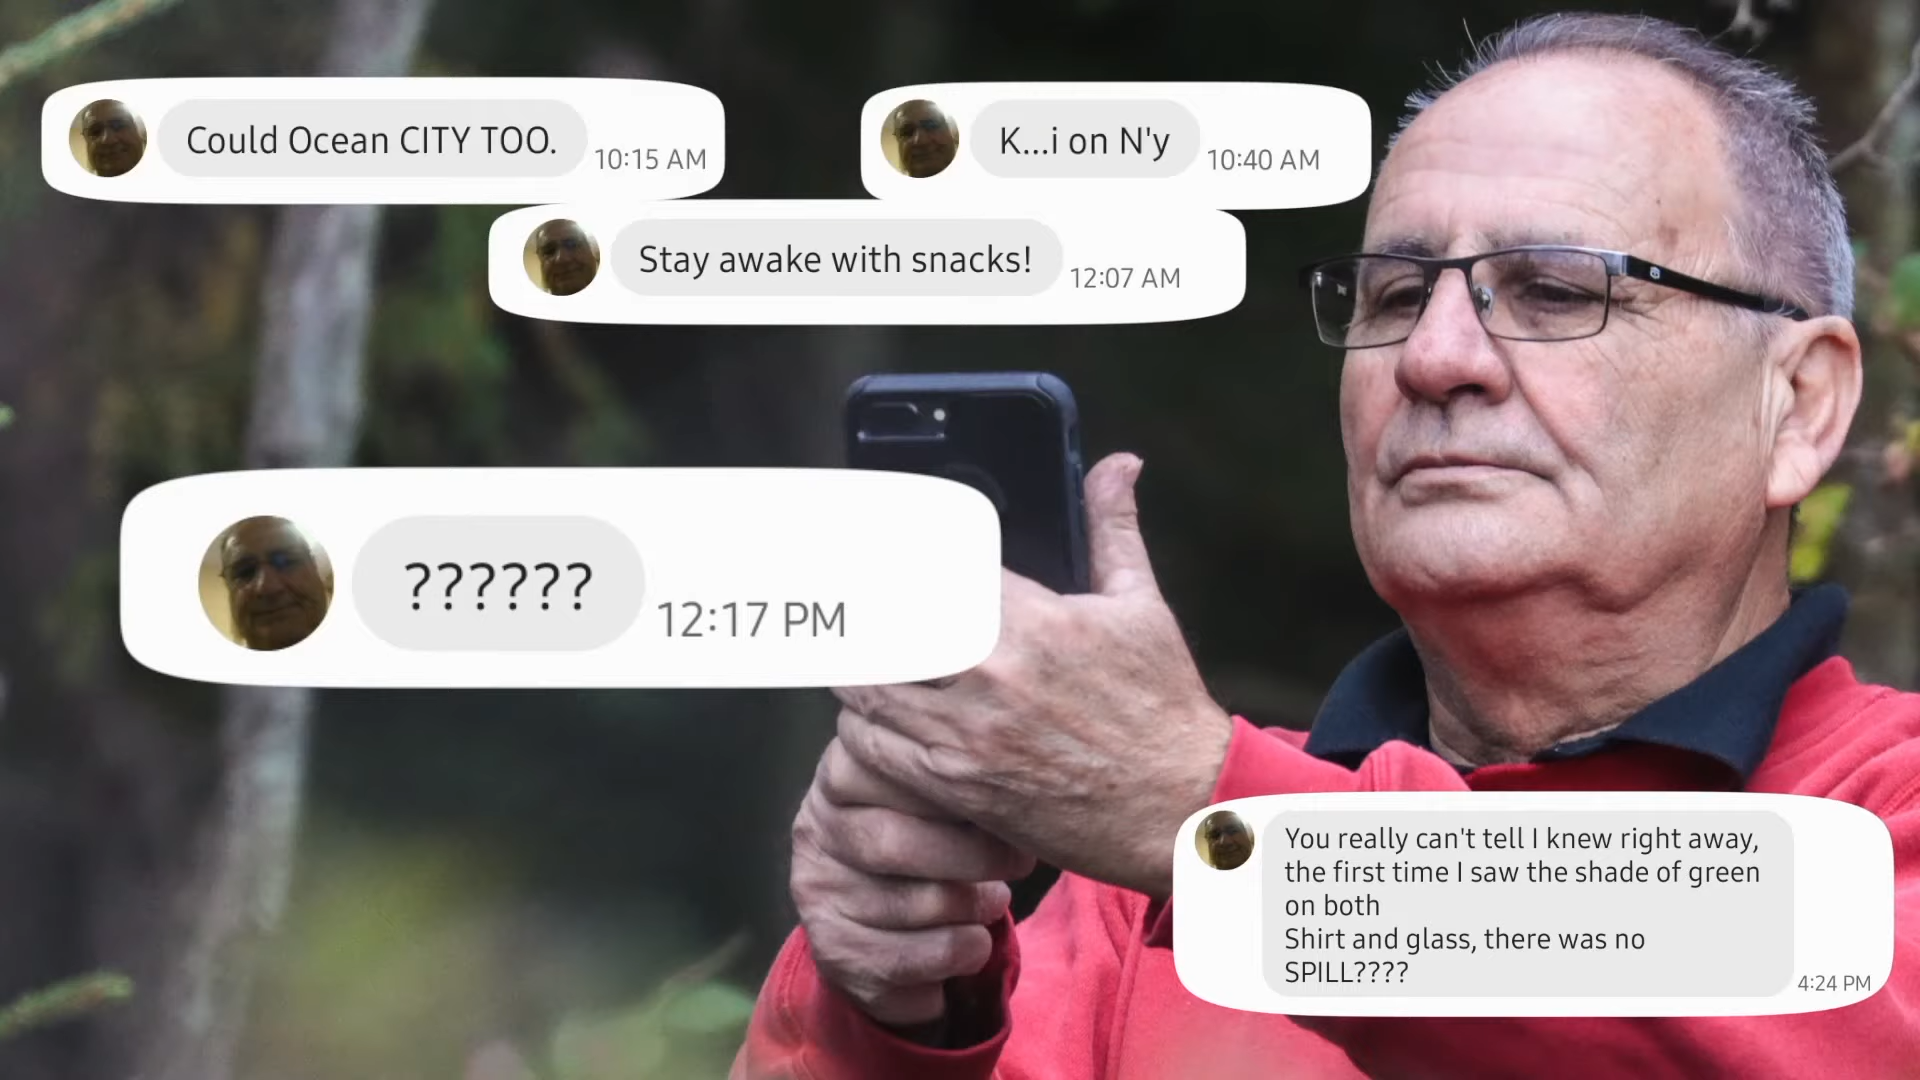 Could Ocean CITY TOO.
10:15 AM
K...i on N'y
10:40 AM
Stay awake with snacks!
12:07 AM
??????
12:17 PM
You really can't tell I knew right away,
the first time I saw the shade of green
on both
Shirt and glass, there was no
SPILL????
4:24 PM